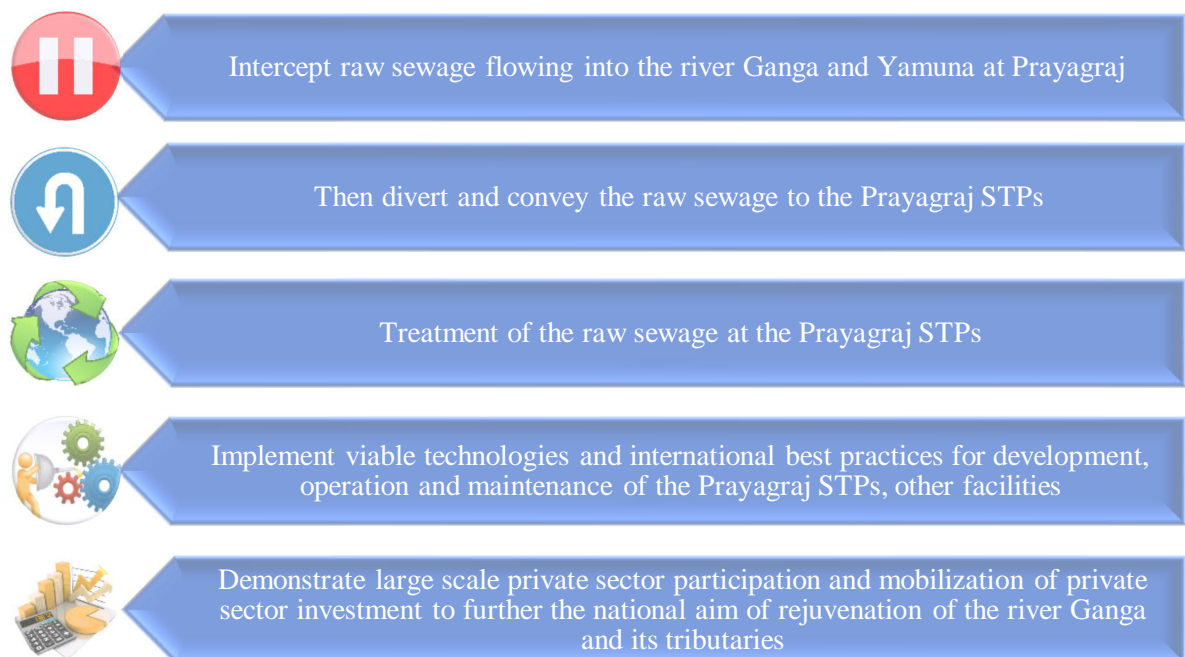 Intercept raw sewage flowing into the river Ganga and Yamuna at Prayagraj
Then divert and convey the raw sewage to the Prayagraj STPs
Treatment of the raw sewage at the Prayagraj STPs
Implement viable technologies and international best practices for development,
operation and maintenance of the Prayagraj STPs, other facilities
Demonstrate large scale private sector participation and mobilization of private
sector investment to further the national aim of rejuvenation of the river Ganga
and its tributaries